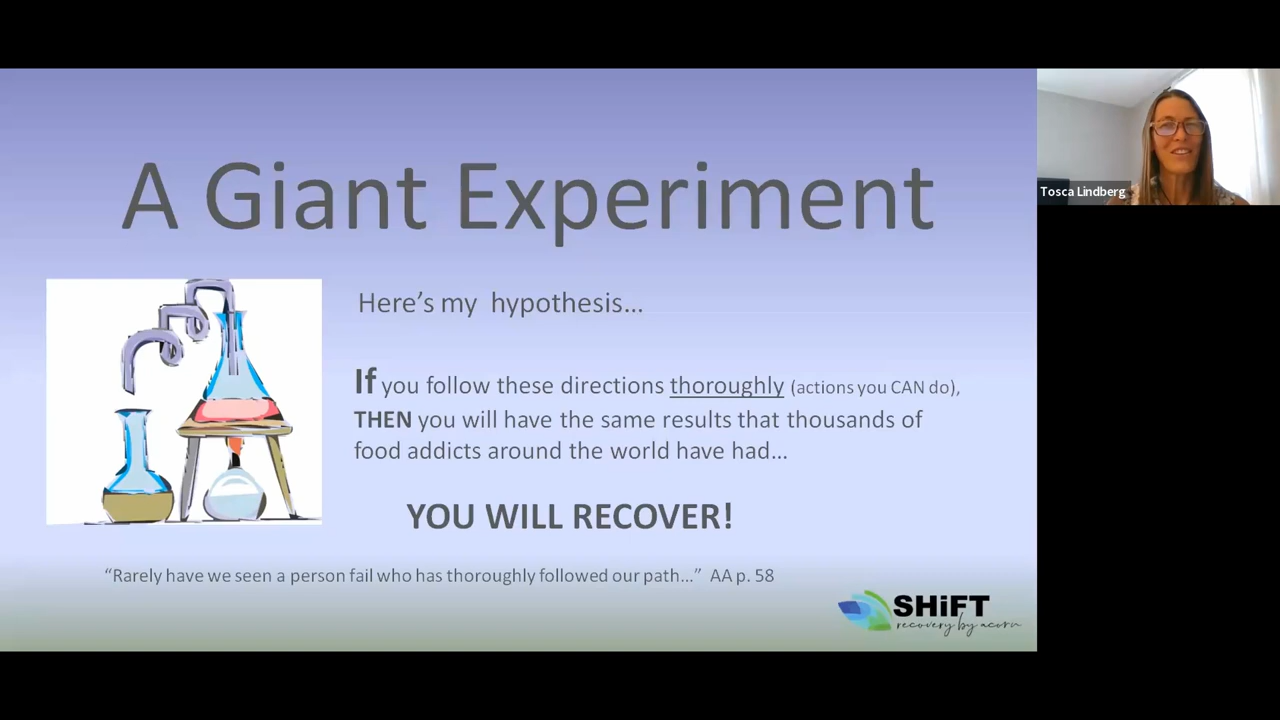 A Giant Experiment
Here's my hypothesis...
If you follow these directions thoroughly (actions you CAN do),
THEN you will have the same results that thousands of
food addicts around the world have had...
YOU WILL RECOVER!
“Rarely have we seen a person fail who has thoroughly followed our path...” AA p. 58
SHiFT
recovery by acorn
Tosca Lindberg